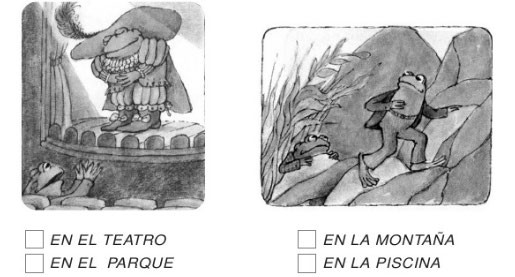 EN EL TEATRO
EN EL PARQUE
EN LA MONTAÑA
EN LA PISCINA